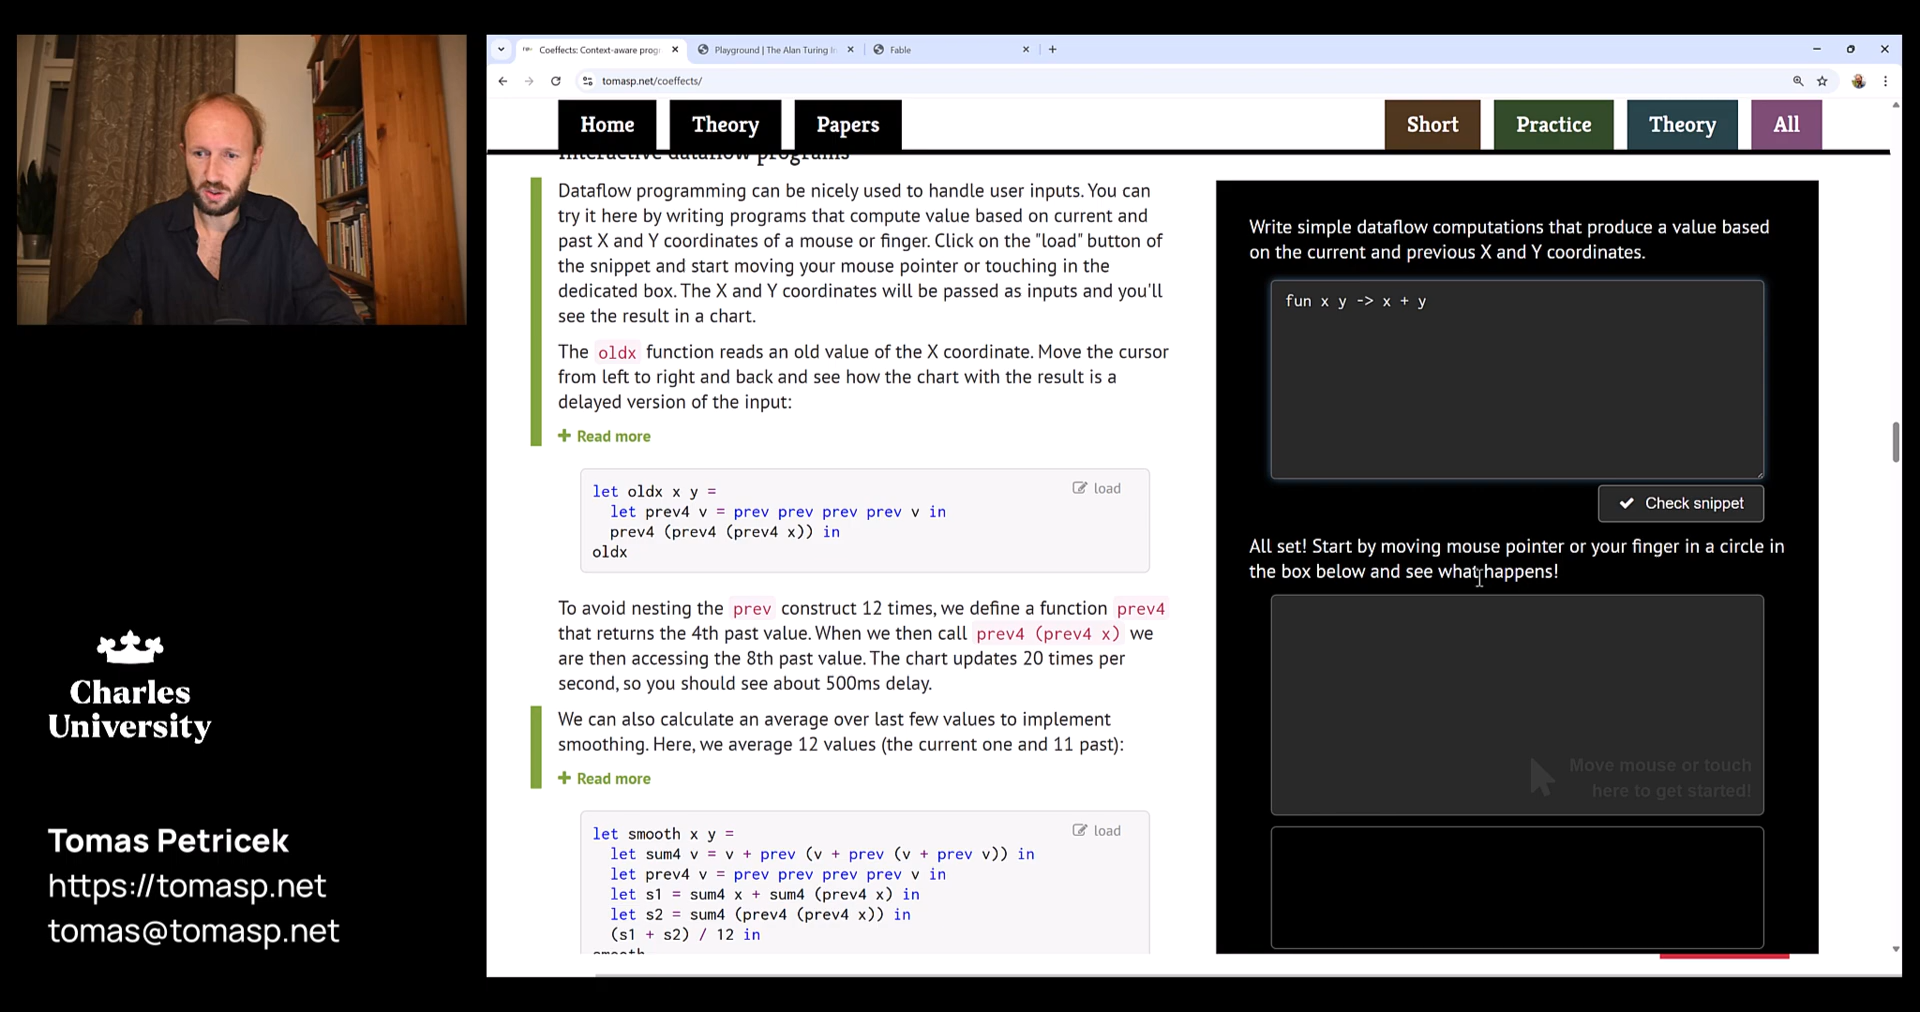 Coeffects: Context-aware prog
Playground | The Alan Turing In
Fable
tomasp.net/coeffects/
Home
Theory
Papers
Short
Practice
Theory
All
Interactive dataflow programs
Dataflow programming can be nicely used to handle user inputs. You can
try it here by writing programs that compute value based on current and
past X and Y coordinates of a mouse or finger. Click on the "load" button of
the snippet and start moving your mouse pointer or touching in the
dedicated box. The X and Y coordinates will be passed as inputs and you'll
see the result in a chart.
The oldx function reads an old value of the X coordinate. Move the cursor
from left to right and back and see how the chart with the result is a
delayed version of the input:
+ Read more
let oldx x y =
load
let prev4 v = prev prev prev prev v in
prev4 (prev4 (prev4 x)) in
oldx
To avoid nesting the prev construct 12 times, we define a function prev4
that returns the 4th past value. When we then call prev4 (prev4 x) we
are then accessing the 8th past value. The chart updates 20 times per
second, so you should see about 500ms delay.
We can also calculate an average over last few values to implement
smoothing. Here, we average 12 values (the current one and 11 past):
+ Read more
let smooth x y =
load
let sum4 v = v + prev (v + prev (v + prev v)) in
let prev4 v = prev prev prev prev v in
let s1 = sum4 x + sum4 (prev4 x) in
let s2 = sum4 (prev4 (prev4 x)) in
(s1 + s2) / 12 in
smooth
Write simple dataflow computations that produce a value based
on the current and previous X and Y coordinates.
fun x y -> x + y
Check snippet
All set! Start by moving mouse pointer or your finger in a circle in
the box below and see what happens!
Move mouse or touch
here to get started!
Charles
University
Tomas Petricek
https://tomasp.net
tomas@tomasp.net